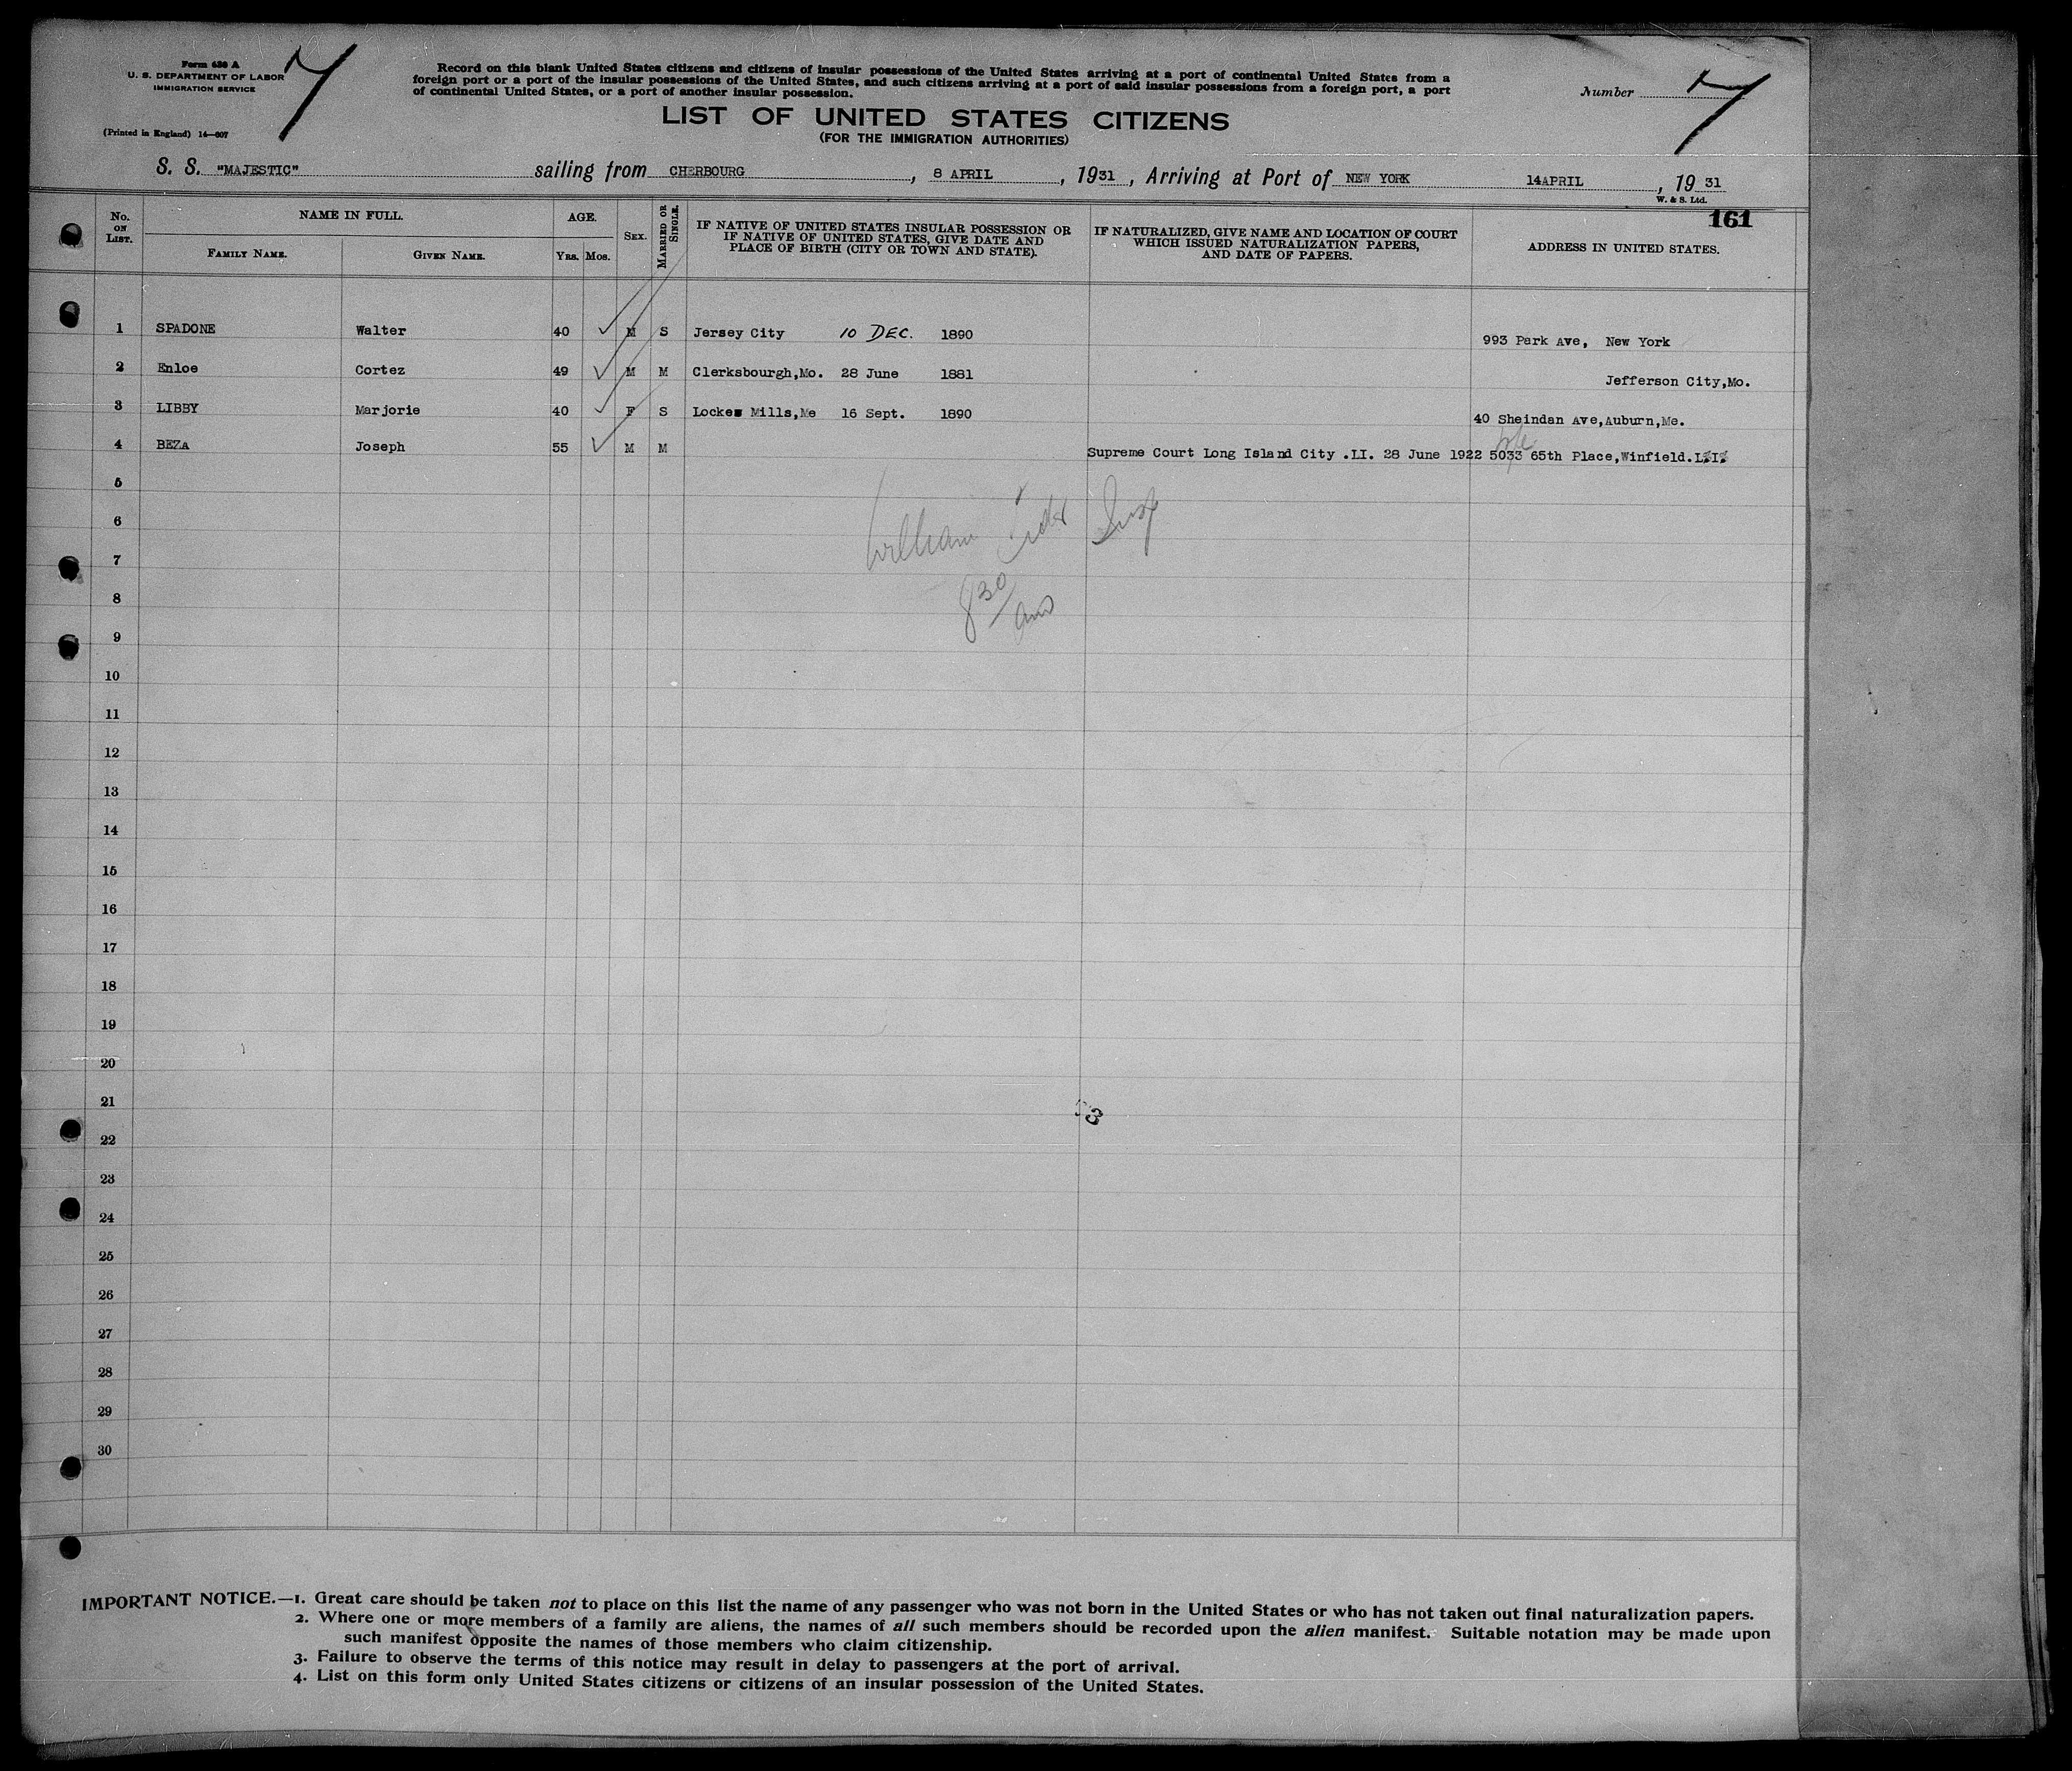 Form 630 A
U. S. DEPARTMENT OF LABOR
IMMIGRATION SERVICE
(Printed in England) 14—607
7
Record on this blank United States citizens and citizens of insular possessions of the United States arriving at a port of continental United States from a
foreign port or a port of the insular possessions of the United States, and such citizens arriving at a port of said insular possessions from a foreign port, a port
of continental United States, or a port of another insular possession.
Number 7
LIST OF UNITED STATES CITIZENS
(FOR THE IMMIGRATION AUTHORITIES)
S. S. "MAJESTIC" sailing from CHERBOURG, 8 APRIL, 1931, Arriving at Port of NEW YORK 14APRIL, 19 31
W. & S. Ltd.
161
No. ON LIST. NAME IN FULL. FAMILY NAME. GIVEN NAME. AGE. YRS. MOS. SEX. MARRIED OR SINGLE. IF NATIVE OF UNITED STATES INSULAR POSSESSION OR IF NATIVE OF UNITED STATES, GIVE DATE AND PLACE OF BIRTH (CITY OR TOWN AND STATE). IF NATURALIZED, GIVE NAME AND LOCATION OF COURT WHICH ISSUED NATURALIZATION PAPERS, AND DATE OF PAPERS. ADDRESS IN UNITED STATES.
1 SPADONE Walter 40 M S Jersey City 10 DEC. 1890 993 Park Ave, New York
2 Enloe Cortez 49 M M Clerksbourgh,Mo. 28 June 1881 Jefferson City,Mo.
3 LIBBY Marjorie 40 F S Lockes Mills,Me 16 Sept. 1890 40 Sheindan Ave,Auburn,Me.
4 BEZA Joseph 55 M M Supreme Court Long Island City .LI. 28 June 1922 5033 65th Place,Winfield.L.I.
5
6
William Insp
7
8
8 30
9
10
11
12
13
14
15
16
17
18
19
20
21
22
23
24
25
26
27
28
29
30
IMPORTANT NOTICE.—1. Great care should be taken not to place on this list the name of any passenger who was not born in the United States or who has not taken out final naturalization papers.
2. Where one or more members of a family are aliens, the names of all such members should be recorded upon the alien manifest. Suitable notation may be made upon
such manifest opposite the names of those members who claim citizenship.
3. Failure to observe the terms of this notice may result in delay to passengers at the port of arrival.
4. List on this form only United States citizens or citizens of an insular possession of the United States.